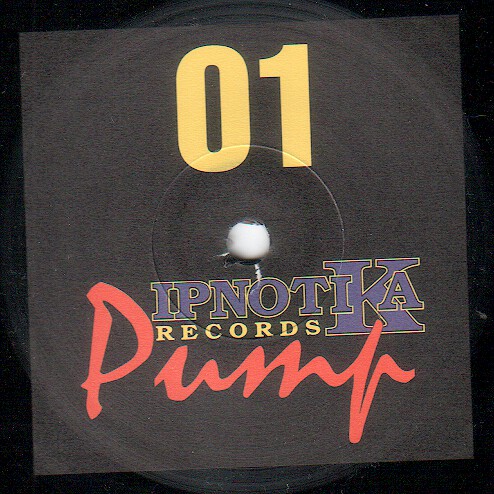 01
IPNOTIKA
RECORDS
Pump